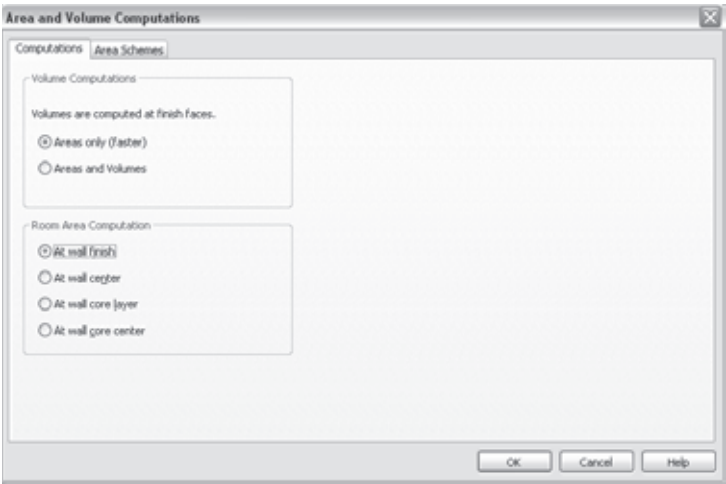 Area and Volume Computations
Computations Area Schemes
Volume Computations
Volumes are computed at finish faces.
Areas only (faster)
Areas and Volumes
Room Area Computation
At wall finish
At wall center
At wall core layer
At wall core center
OK Cancel Help